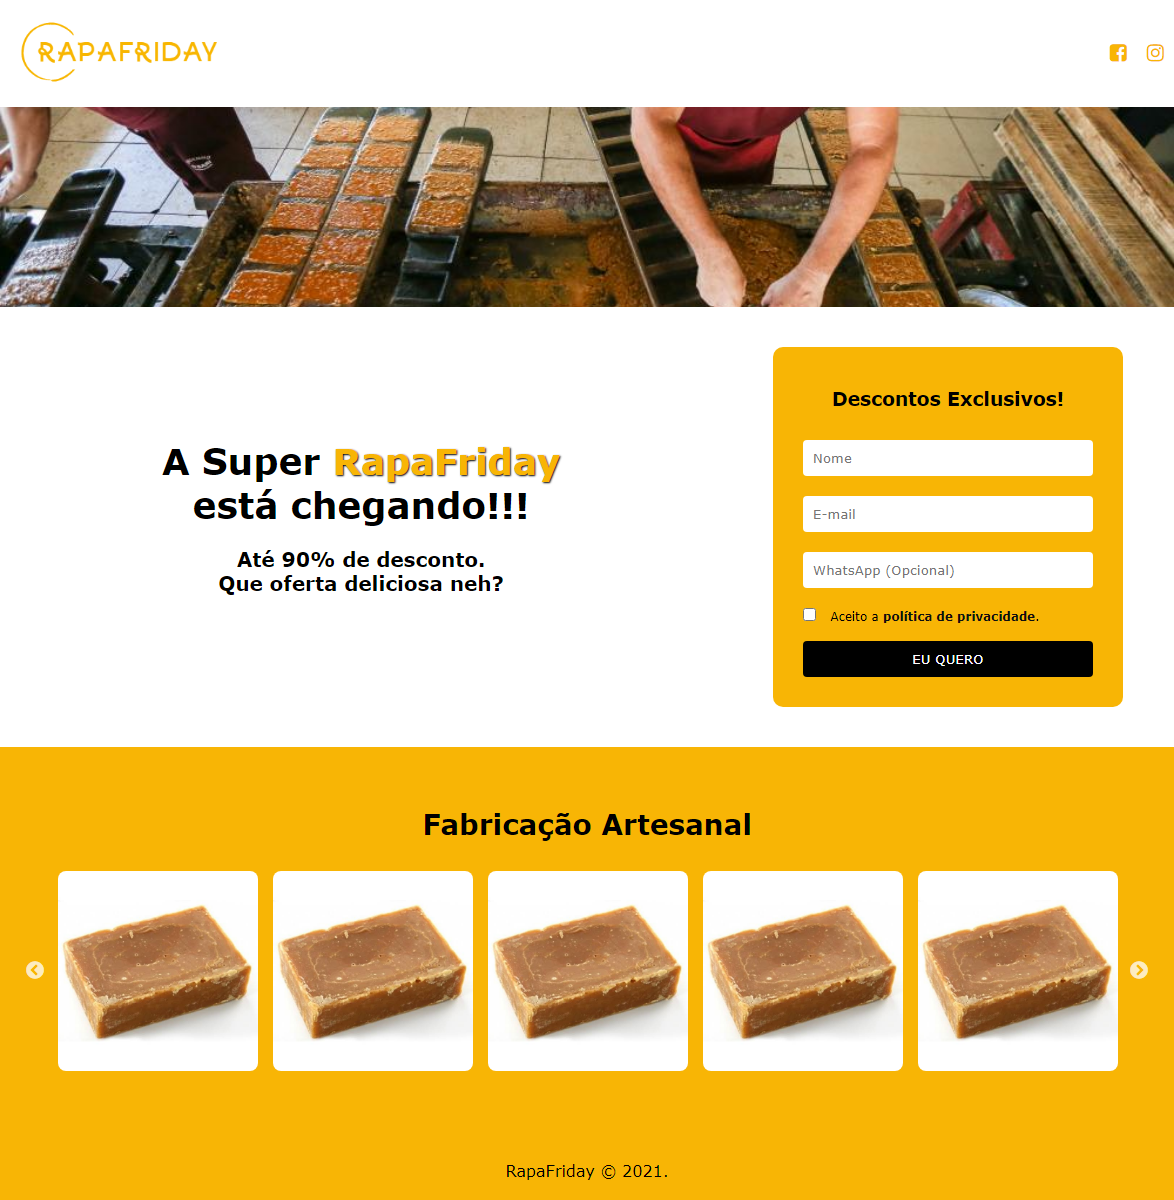 RAPAFRIDAY
A Super RapaFriday
está chegando!!!
Até 90% de desconto.
Que oferta deliciosa neh?
Descontos Exclusivos!
Nome
E-mail
WhatsApp (Opcional)
Aceito a política de privacidade.
EU QUERO
Fabricação Artesanal
RapaFriday © 2021.